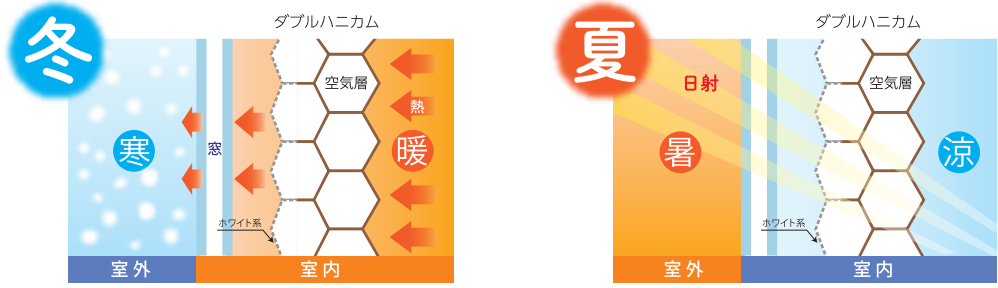 冬
ダブルハニカム
空気層
熱
寒
窓
暖
ホワイト系
室外
室内
夏
ダブルハニカム
日射
空気層
暑
涼
ホワイト系
室外
室内